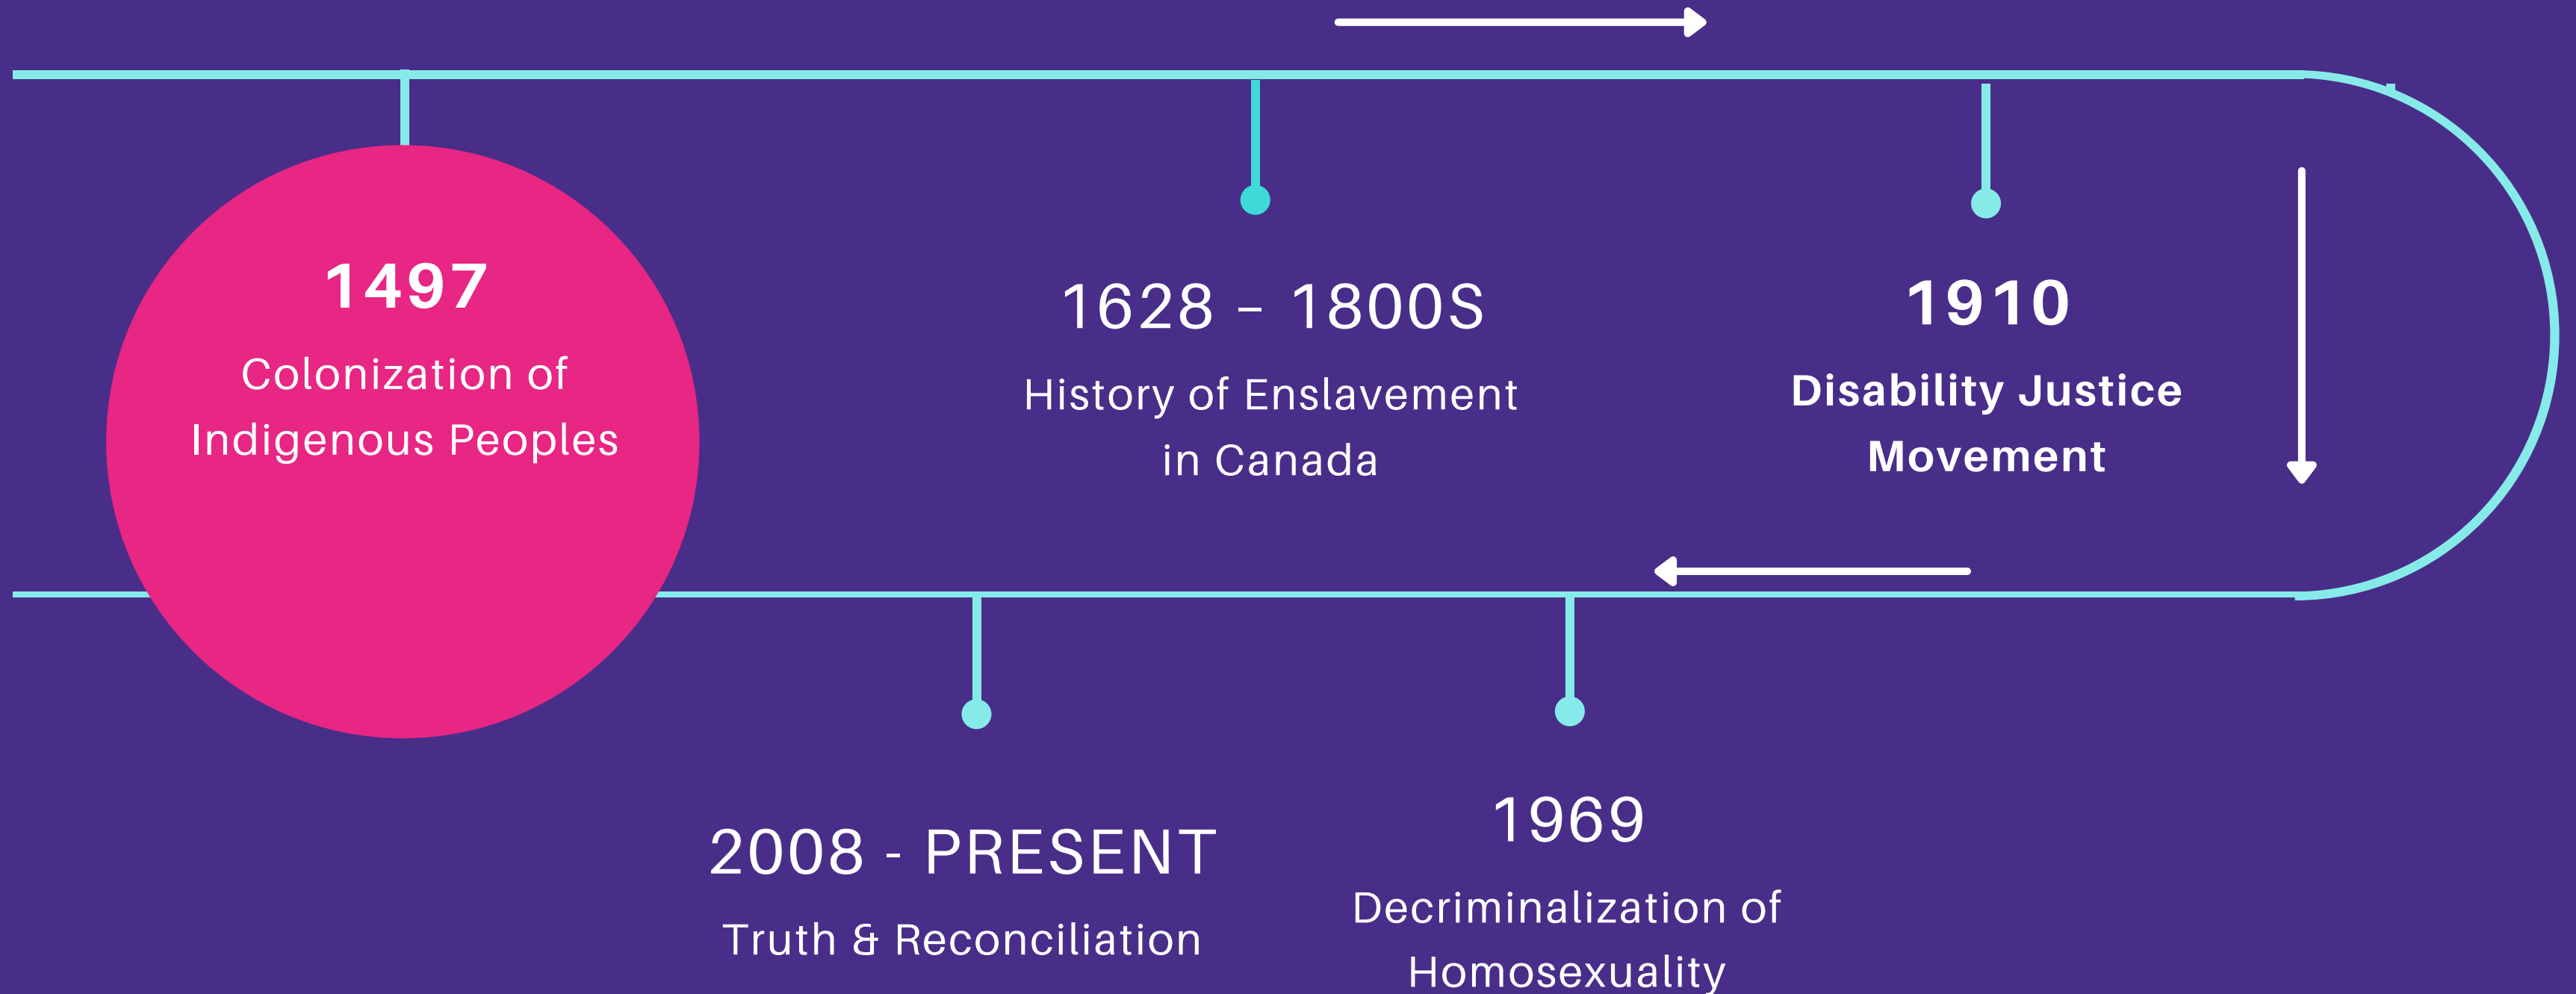 1497
Colonization of
Indigenous Peoples
1628 – 1800S
History of Enslavement
in Canada
1910
Disability Justice
Movement
1969
Decriminalization of
Homosexuality
2008 - PRESENT
Truth & Reconciliation